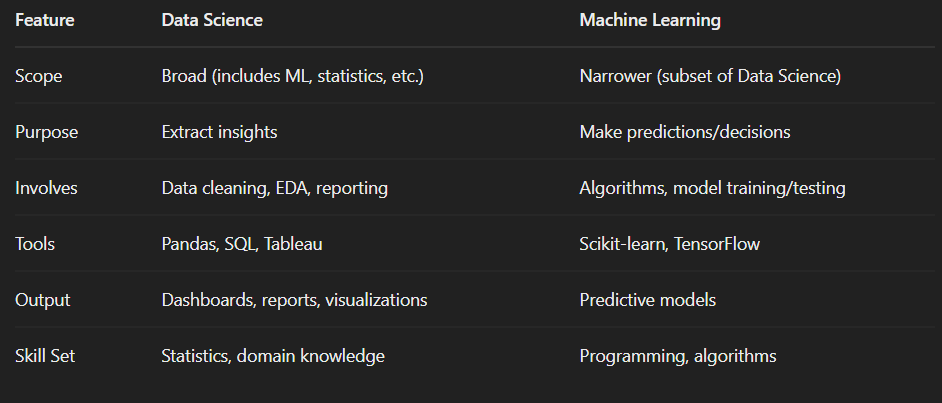 Feature Data Science Machine Learning
Scope Broad (includes ML, statistics, etc.) Narrower (subset of Data Science)
Purpose Extract insights Make predictions/decisions
Involves Data cleaning, EDA, reporting Algorithms, model training/testing
Tools Pandas, SQL, Tableau Scikit-learn, TensorFlow
Output Dashboards, reports, visualizations Predictive models
Skill Set Statistics, domain knowledge Programming, algorithms